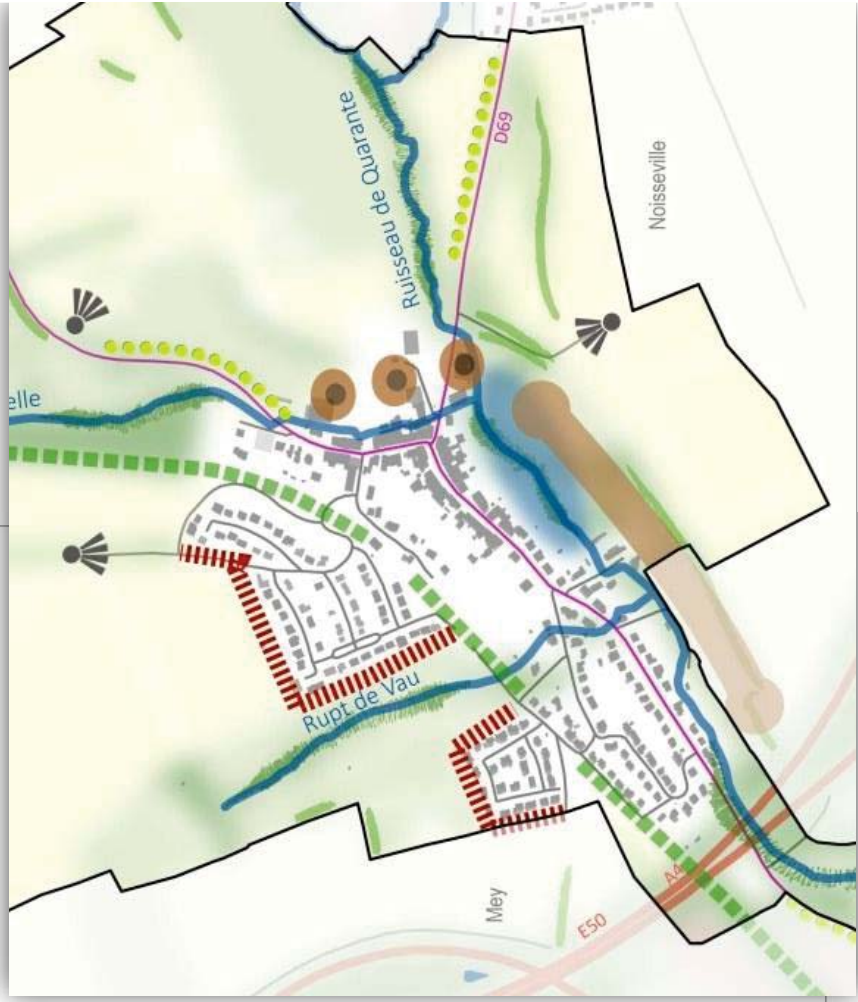 Ruisseau de Quarante
D69
Noisseville
elle
Rupt de Vau
Mey
A4
E50